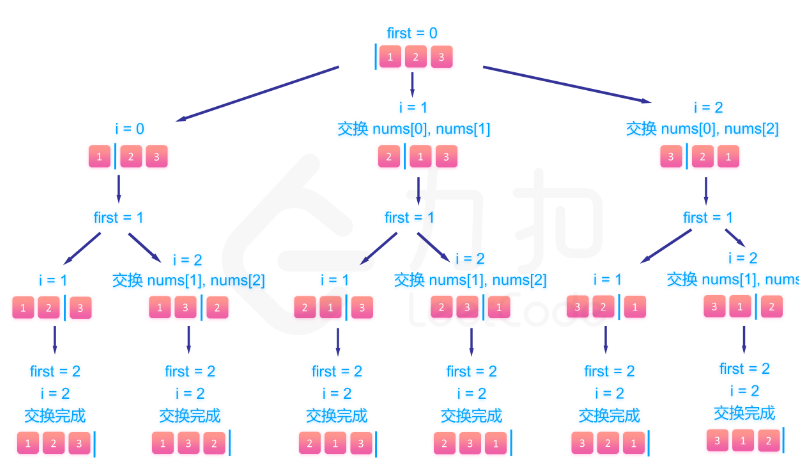 first = 0
1 2 3
i = 0
i = 1
交换 nums[0], nums[1]
i = 2
交换 nums[0], nums[2]
1 2 3
2 1 3
3 2 1
first = 1
first = 1
first = 1
i = 1
i = 2
交换 nums[1], nums[2]
i = 1
i = 2
交换 nums[1], nums[2]
i = 1
i = 2
交换 nums[1], nums
1 2 3
1 3 2
2 1 3
2 3 1
3 2 1
3 1 2
力扣
LeetCode
first = 2
i = 2
交换完成
1 2 3
first = 2
i = 2
交换完成
1 3 2
first = 2
i = 2
交换完成
2 1 3
first = 2
i = 2
交换完成
2 3 1
first = 2
i = 2
交换完成
3 2 1
first = 2
i = 2
交换完成
3 1 2